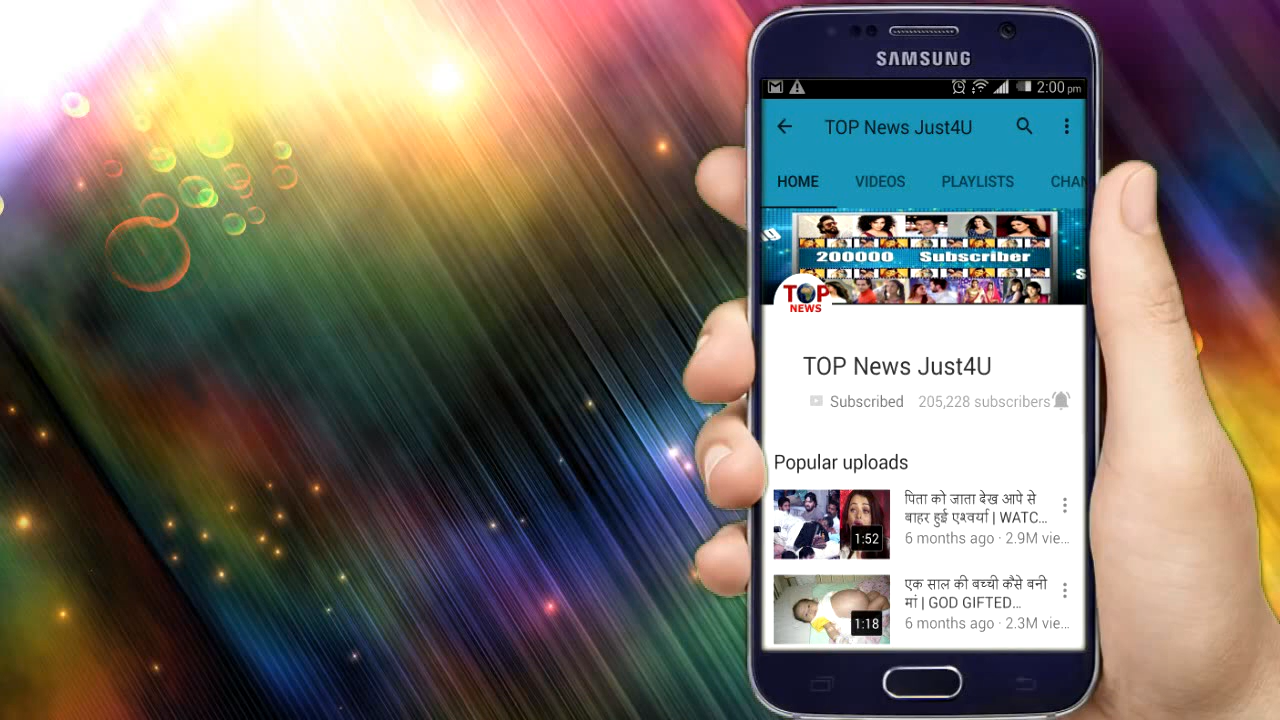 SAMSUNG
2:00 pm
TOP News Just4U
HOME VIDEOS PLAYLISTS CHAN
200000 Subscriber
TOP
NEWS
TOP News Just4U
Subscribed 205,228 subscribers
Popular uploads
पिता को जाता देख आपे से
बाहर हुई एश्वर्या | WATC...
6 months ago · 2.9M vie...
1:52
एक साल की बच्ची कैसे बनी
मां | GOD GIFTED...
6 months ago · 2.3M vie...
1:18